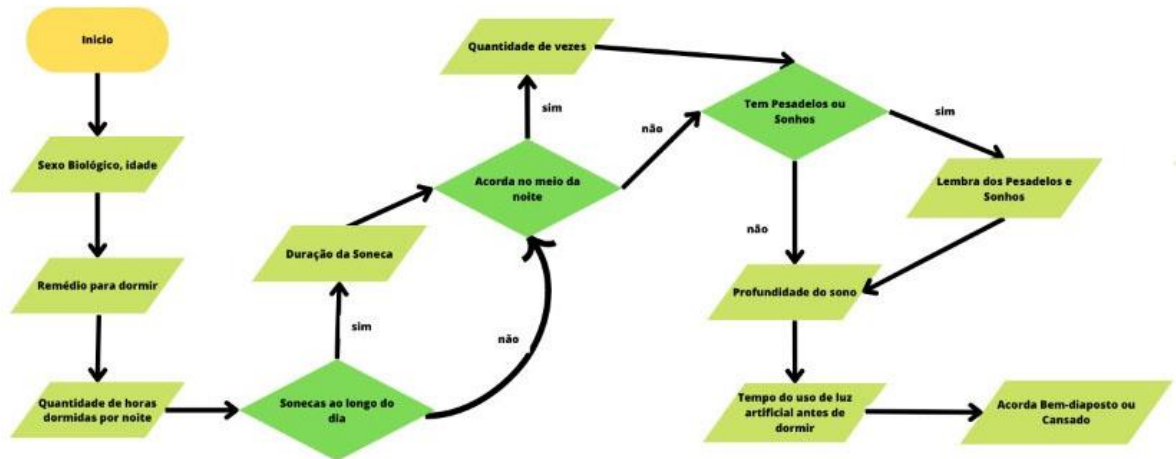 Inicio
Sexo Biológico, idade
Remédio para dormir
Quantidade de horas
dormidas por noite
Sonecas ao longo do
dia
sim
não
Duração da Soneca
Acorda no meio da
noite
sim
não
Quantidade de vezes
Tem Pesadelos ou
Sonhos
sim
não
Lembra dos Pesadelos e
Sonhos
Profundidade do sono
Tempo do uso de luz
artificial antes de
dormir
Acorda Bem-diaposto ou
Cansado